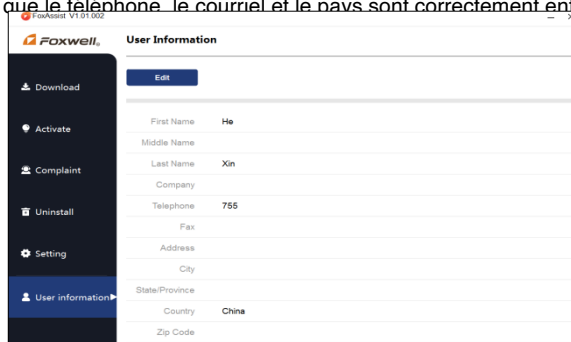 que le téléphone, le courriel et le pays sont correctement
FoxAssist V1.01.002
Foxwell
User Information
Edit
Download
Activate
Complaint
Uninstall
Setting
User information
First Name He
Middle Name
Last Name Xin
Company
Telephone 755
Fax
Address
City
State/Province
Country China
Zip Code